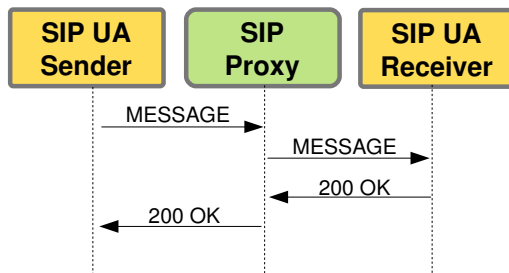 SIP UA
Sender
SIP
Proxy
SIP UA
Receiver
MESSAGE
MESSAGE
200 OK
200 OK